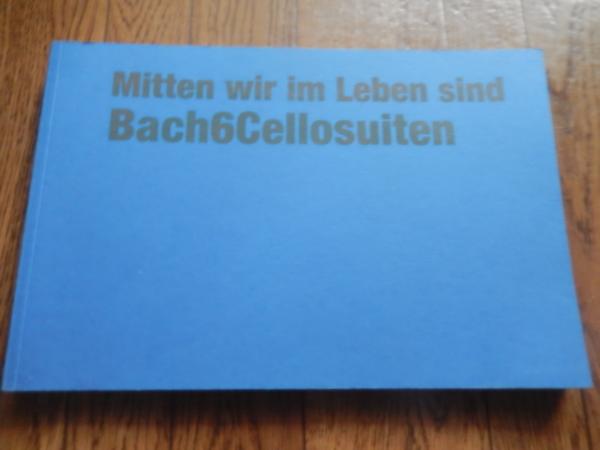 Mitten wir im Leben sind
Bach6Cellosuiten